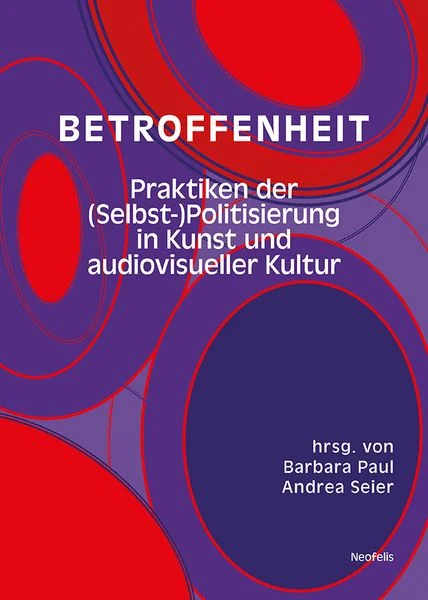 BETROFFENHEIT
Praktiken der
(Selbst-)Politisierung
in Kunst und
audiovisueller Kultur
hrsg. von
Barbara Paul
Andrea Seier
Neofelis